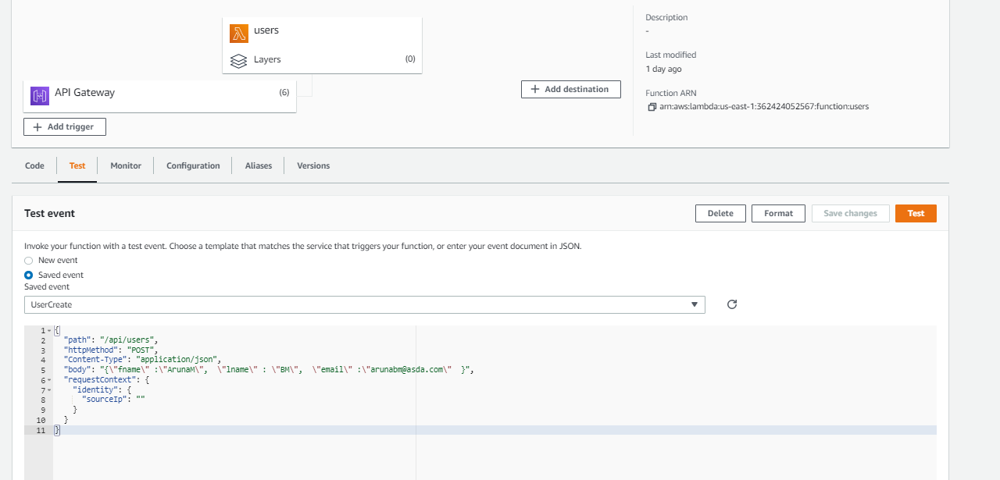 users
Layers
(0)
API Gateway
(6)
Add trigger
Add destination
Description
-
Last modified
1 day ago
Function ARN
arn:aws:lambda:us-east-1:362424052567:function:users
Code
Test
Monitor
Configuration
Aliases
Versions
Test event
Delete
Format
Save changes
Test
Invoke your function with a test event. Choose a template that matches the service that triggers your function, or enter your event document in JSON.
New event
Saved event
Saved event
UserCreate
1 {
2 "path": "/api/users",
3 "httpMethod": "POST",
4 "Content-Type": "application/json",
5 "body": "{\"fname\" :\"ArunaM\",  \"lname\" : \"BM\",  \"email\" :\"arunabm@asda.com\"  }",
6 "requestContext": {
7 "identity": {
8 "sourceIp": ""
9 }
10 }
11 }